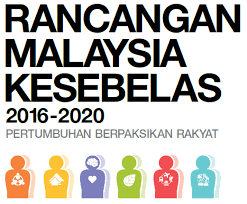 RANCANGAN
MALAYSIA
KESEBELAS
2016-2020
PERTUMBUHAN BERPAKSIKAN RAKYAT